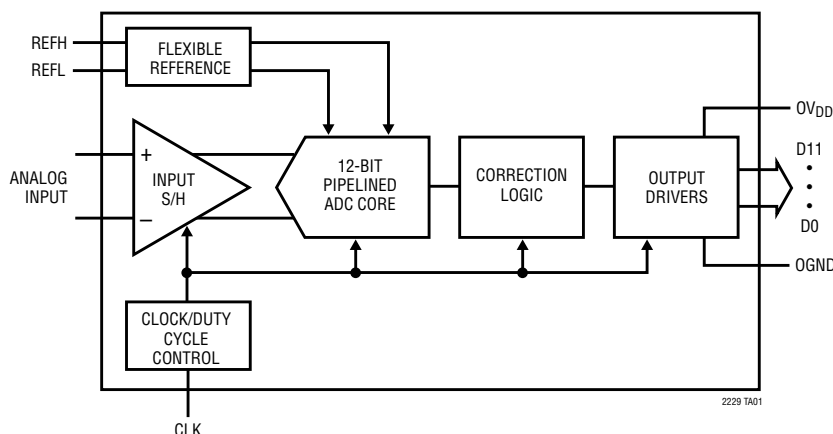 REFH
REFL
FLEXIBLE
REFERENCE
OVDD
ANALOG
INPUT
+
–
INPUT
S/H
12-BIT
PIPELINED
ADC CORE
CORRECTION
LOGIC
OUTPUT
DRIVERS
D11
•
•
•
D0
OGND
CLOCK/DUTY
CYCLE
CONTROL
CLK
2229 TA01